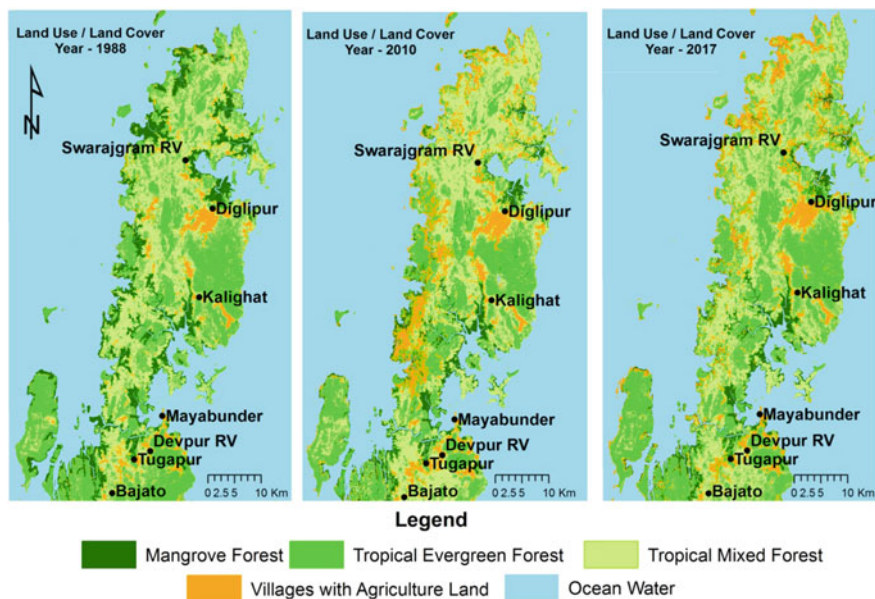 Land Use / Land Cover
Year - 1988
N
Swarajgram RV
Diglipur
Kalighat
Mayabunder
Devpur RV
Tugapur
Bajato
0 2.5 5 10 Km
Land Use / Land Cover
Year - 2010
Swarajgram RV
Diglipur
Kalighat
Mayabunder
Devpur RV
Tugapur
Bajato
0 2.5 5 10 Km
Land Use / Land Cover
Year - 2017
Swarajgram RV
Diglipur
Kalighat
Mayabunder
Devpur RV
Tugapur
Bajato
0 2.5 5 10 Km
Legend
Mangrove Forest
Tropical Evergreen Forest
Tropical Mixed Forest
Villages with Agriculture Land
Ocean Water